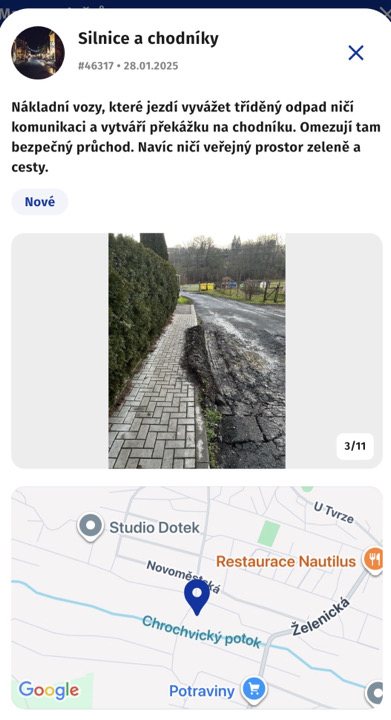 Silnice a chodníky
#46317 • 28.01.2025
Nákladní vozy, které jezdí vyvážet tříděný odpad ničí
komunikaci a vytváří překážku na chodníku. Omezují tam
bezpečný průchod. Navíc ničí veřejný prostor zeleně a
cesty.
Nové
3/11
U Tvrze
Studio Dotek
Restaurace Nautilus
Novoměstská
Želenická
Chrochvický potok
Google
Potraviny